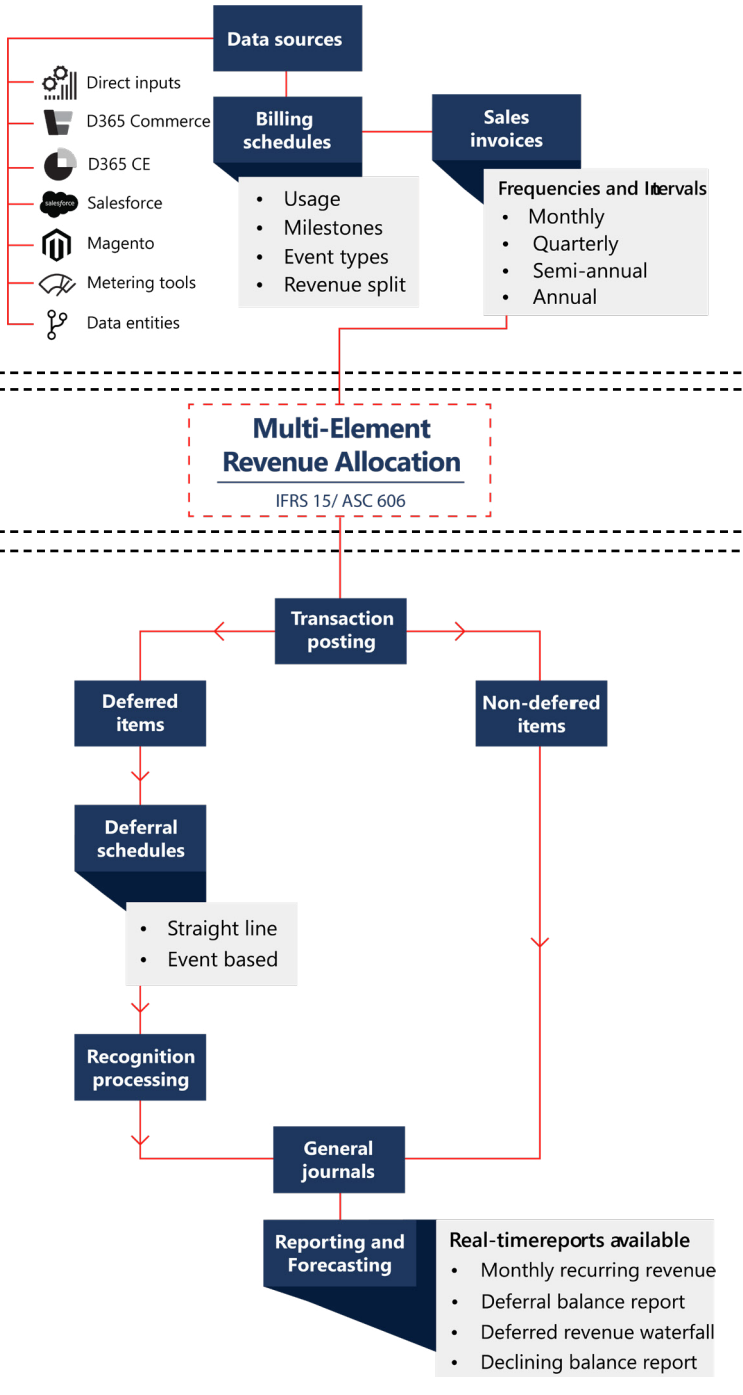 Data sources
Direct inputs
D365 Commerce
D365 CE
salesforce
Salesforce
Magento
Metering tools
Data entities
Billing
schedules
• Usage
• Milestones
• Event types
• Revenue split
Sales
invoices
Frequencies and Intervals
• Monthly
• Quarterly
• Semi-annual
• Annual
Multi-Element
Revenue Allocation
IFRS 15/ ASC 606
Transaction
posting
Deferred
items
Non-deferred
items
Deferral
schedules
• Straight line
• Event based
Recognition
processing
General
journals
Reporting and
Forecasting
Real-timereports available
• Monthly recurring revenue
• Deferral balance report
• Deferred revenue waterfall
• Declining balance report